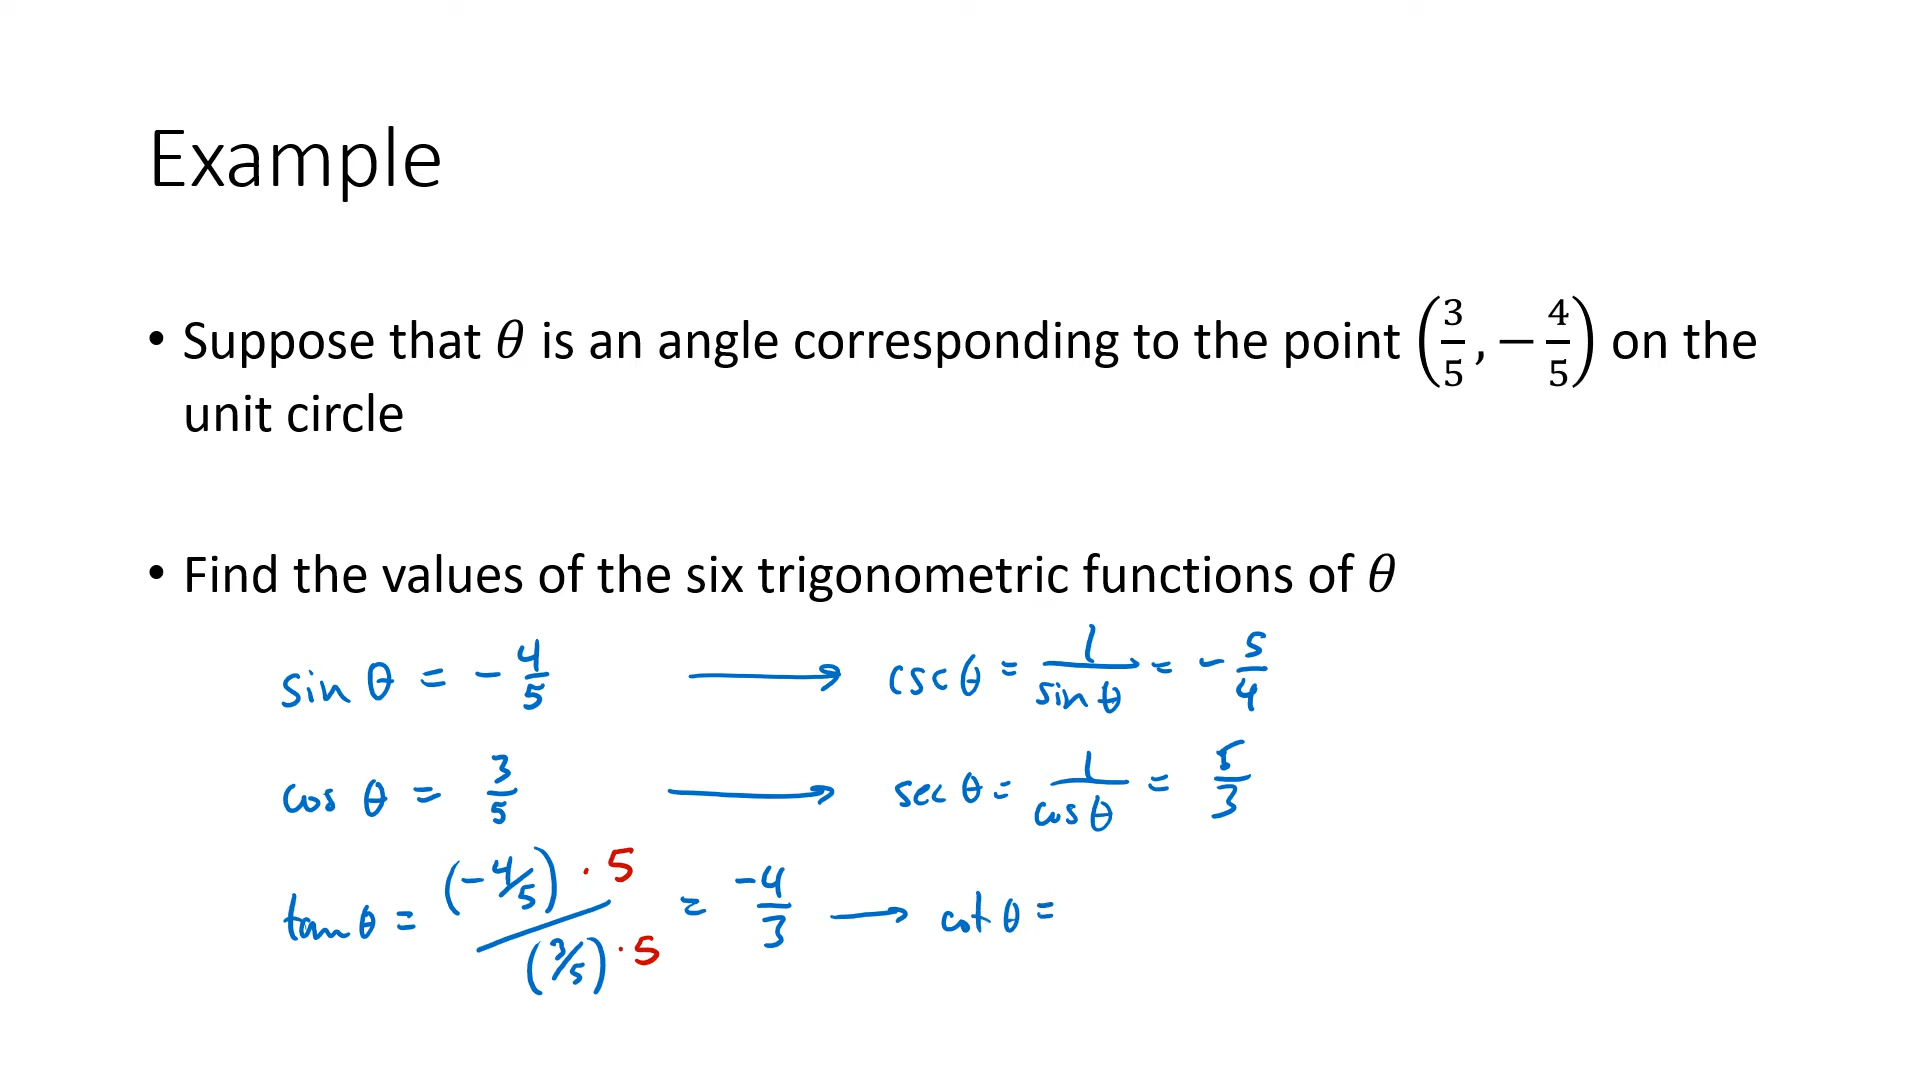 Example
• Suppose that θ is an angle corresponding to the point (3/5, −4/5) on the
unit circle
• Find the values of the six trigonometric functions of θ
sin θ = - 4/5 → csc θ = 1/sin θ = - 5/4
cos θ = 3/5 → sec θ = 1/cos θ = 5/3
tan θ = (-4/5) · 5 / (3/5) · 5 = -4/3 → cot θ =